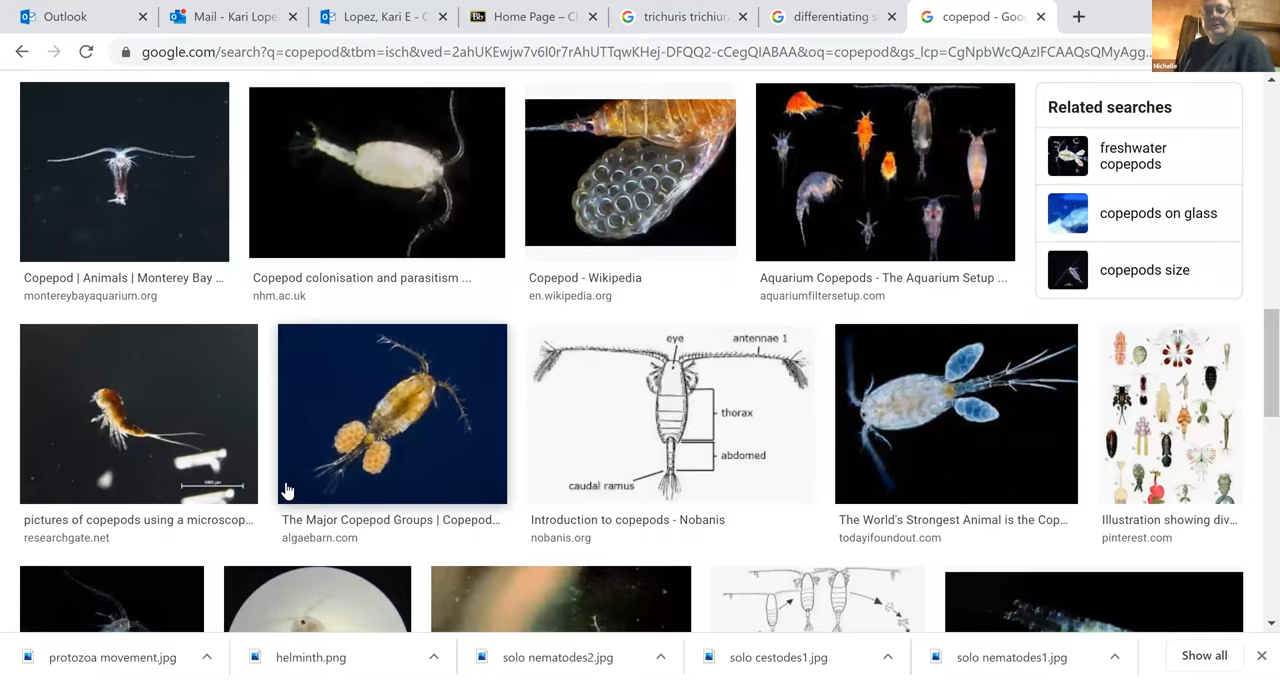 Outlook
Mail - Kari Lope
Lopez, Kari E - C
Bb Home Page – C
trichuris trichiur
differentiating s
copepod - Goo
google.com/search?q=copepod&tbm=isch&ved=2ahUKEwjw7v6l0r7rAhUTTqwKHej-DFQQ2-cCegQIABAA&oq=copepod&gs_lcp=CgNpbWcQAzIFCAAQsQMyAgg...
Michelle
Related searches
freshwater
copepods
copepods on glass
copepods size
Copepod | Animals | Monterey Bay ...
montereybayaquarium.org
Copepod colonisation and parasitism ...
nhm.ac.uk
Copepod - Wikipedia
en.wikipedia.org
Aquarium Copepods - The Aquarium Setup ...
aquariumfiltersetup.com
eye
antennae 1
thorax
abdomed
caudal ramus
pictures of copepods using a microscop...
researchgate.net
The Major Copepod Groups | Copepod...
algaebarn.com
Introduction to copepods - Nobanis
nobanis.org
The World's Strongest Animal is the Cop...
todayifoundout.com
Illustration showing div...
pinterest.com
protozoa movement.jpg
helminth.png
solo nematodes2.jpg
solo cestodes1.jpg
solo nematodes1.jpg
Show all